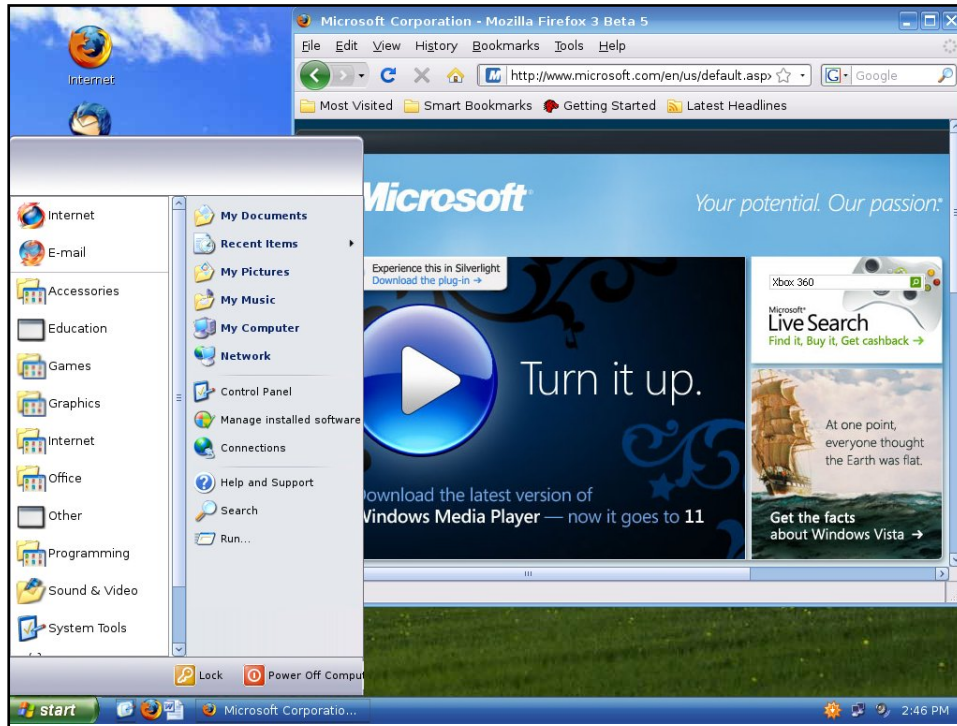 Internet
Microsoft Corporation - Mozilla Firefox 3 Beta 5
File Edit View History Bookmarks Tools Help
http://www.microsoft.com/en/us/default.asp
Google
Most Visited Smart Bookmarks Getting Started Latest Headlines
Microsoft
Your potential. Our passion.
Experience this in Silverlight
Download the plug-in →
Turn it up.
Download the latest version of
Windows Media Player — now it goes to 11
Xbox 360
Microsoft
Live Search
Find it, Buy it, Get cashback →
At one point,
everyone thought
the Earth was flat.
Get the facts
about Windows Vista →
Internet
E-mail
Accessories
Education
Games
Graphics
Internet
Office
Other
Programming
Sound & Video
System Tools
My Documents
Recent Items
My Pictures
My Music
My Computer
Network
Control Panel
Manage installed software
Connections
Help and Support
Search
Run...
Lock Power Off Comput
start Microsoft Corporatio... 2:46 PM